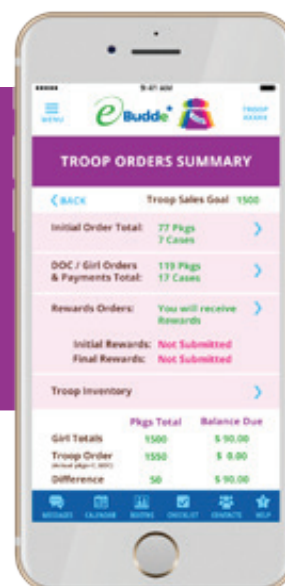 9:41 AM
MENU
eBudde
TROOP
TROOP ORDERS SUMMARY
BACK Troop Sales Goal 1500
Initial Order Total: 77 Pkgs
7 Cases
DOC / Girl Orders 119 Pkgs
& Payments Total: 17 Cases
Rewards Orders: You will receive
Rewards
Initial Rewards: Not Submitted
Final Rewards: Not Submitted
Troop Inventory
Pkgs Total Balance Due
Girl Totals 1500 $ 90.00
Troop Order 1550 $ 0.00
Difference 50 $ 90.00
MESSAGES CALENDAR BOOTHS CHECKLIST CONTACTS HELP